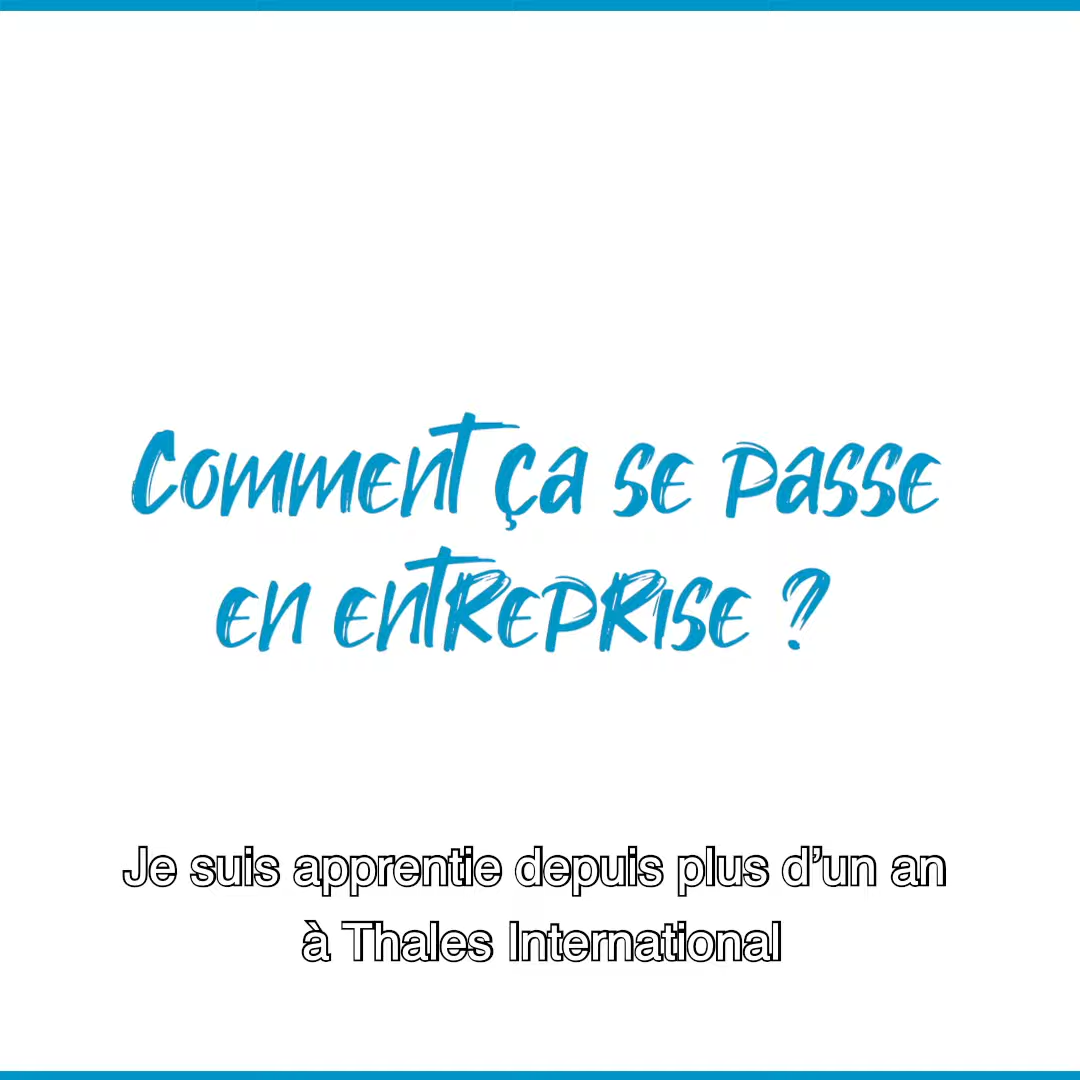 Comment ça se passe
en entreprise ?
Je suis apprentie depuis plus d’un an
à Thales International